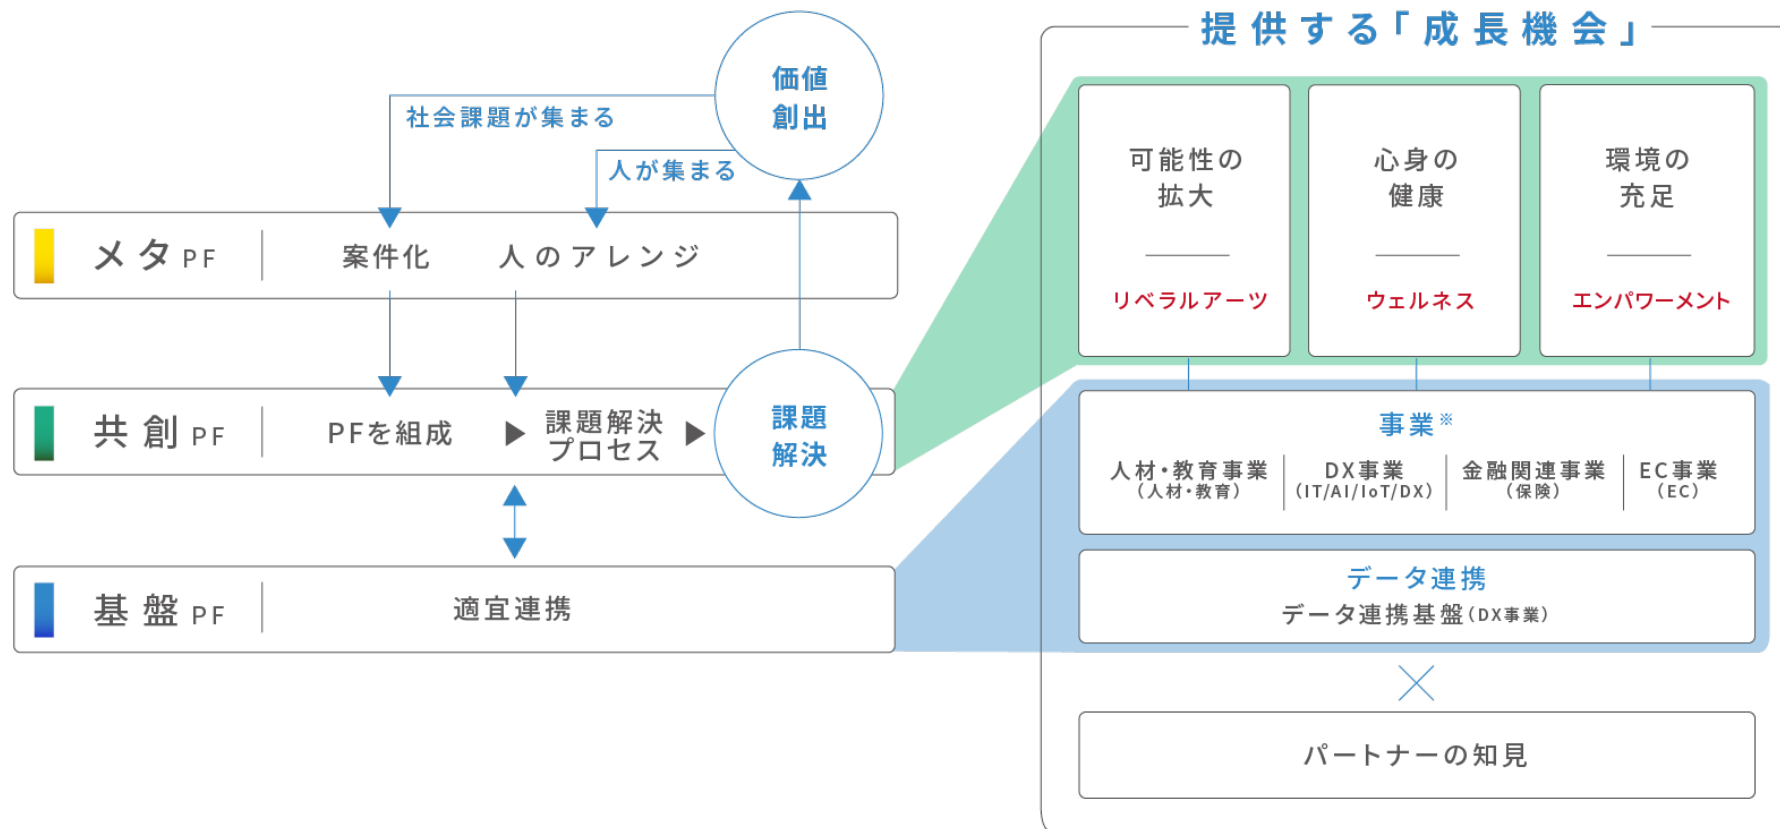 価値
創出
社会課題が集まる
人が集まる
メタPF
案件化
人のアレンジ
共創PF
PFを組成
課題解決
プロセス
課題
解決
基盤PF
適宜連携
提供する「成長機会」
可能性の
拡大
リベラルアーツ
心身の
健康
ウェルネス
環境の
充足
エンパワーメント
事業※
人材・教育事業
（人材・教育）
DX事業
（IT/AI/IoT/DX）
金融関連事業
（保険）
EC事業
（EC）
データ連携
データ連携基盤（DX事業）
パートナーの知見